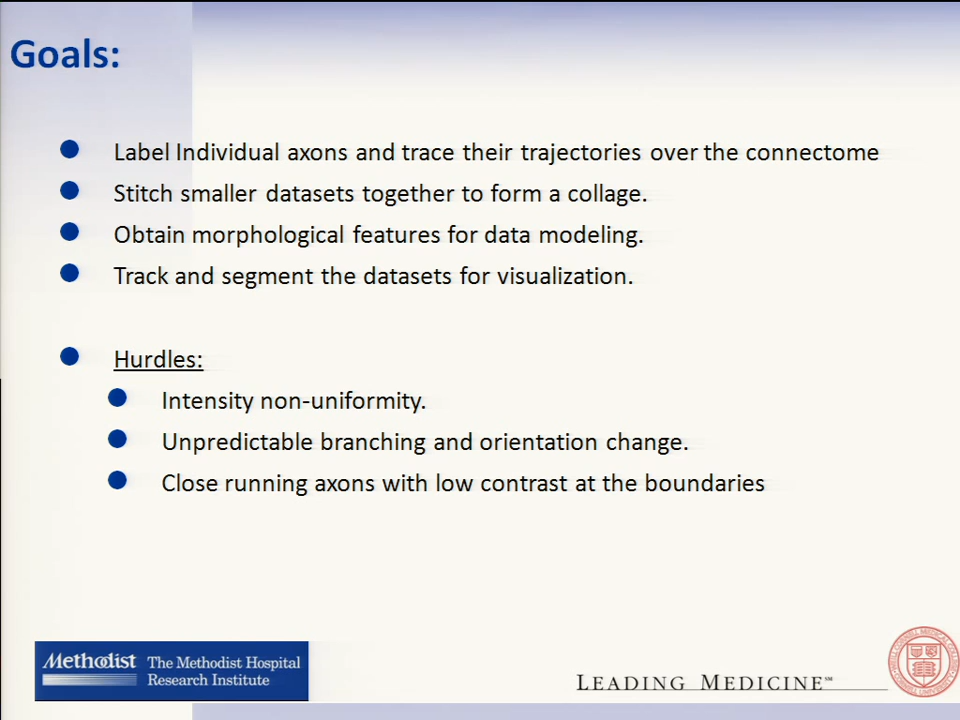 Goals:
Label Individual axons and trace their trajectories over the connectome
Stitch smaller datasets together to form a collage.
Obtain morphological features for data modeling.
Track and segment the datasets for visualization.
Hurdles:
Intensity non-uniformity.
Unpredictable branching and orientation change.
Close running axons with low contrast at the boundaries
Methodist The Methodist Hospital
Research Institute
LEADING MEDICINE℠